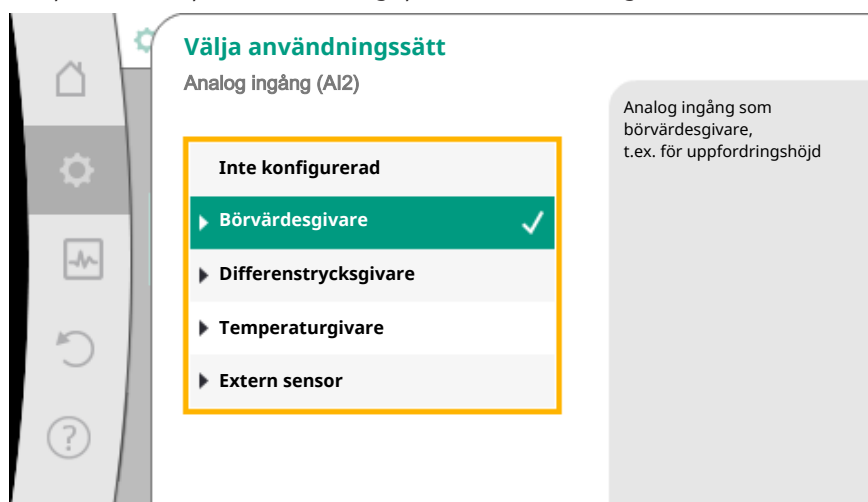 Välja användningssätt
Analog ingång (AI2)
Inte konfigurerad
Börvärdesgivare
Differenstrycksgivare
Temperaturgivare
Extern sensor
Analog ingång som
börvärdesgivare,
t.ex. för uppfordringshöjd